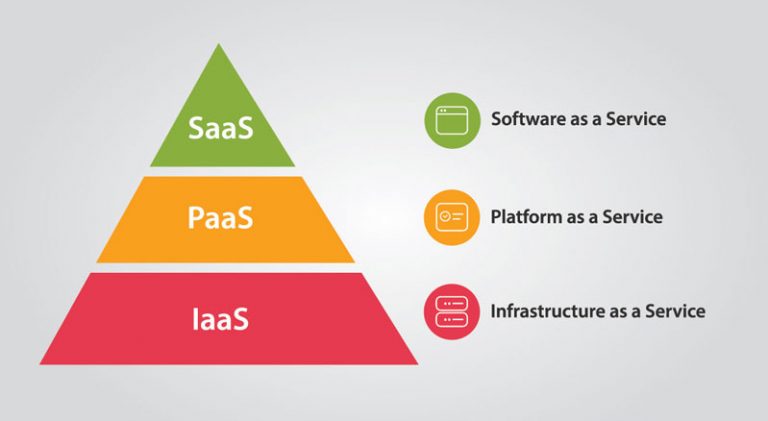 SaaS
Software as a Service
PaaS
Platform as a Service
IaaS
Infrastructure as a Service